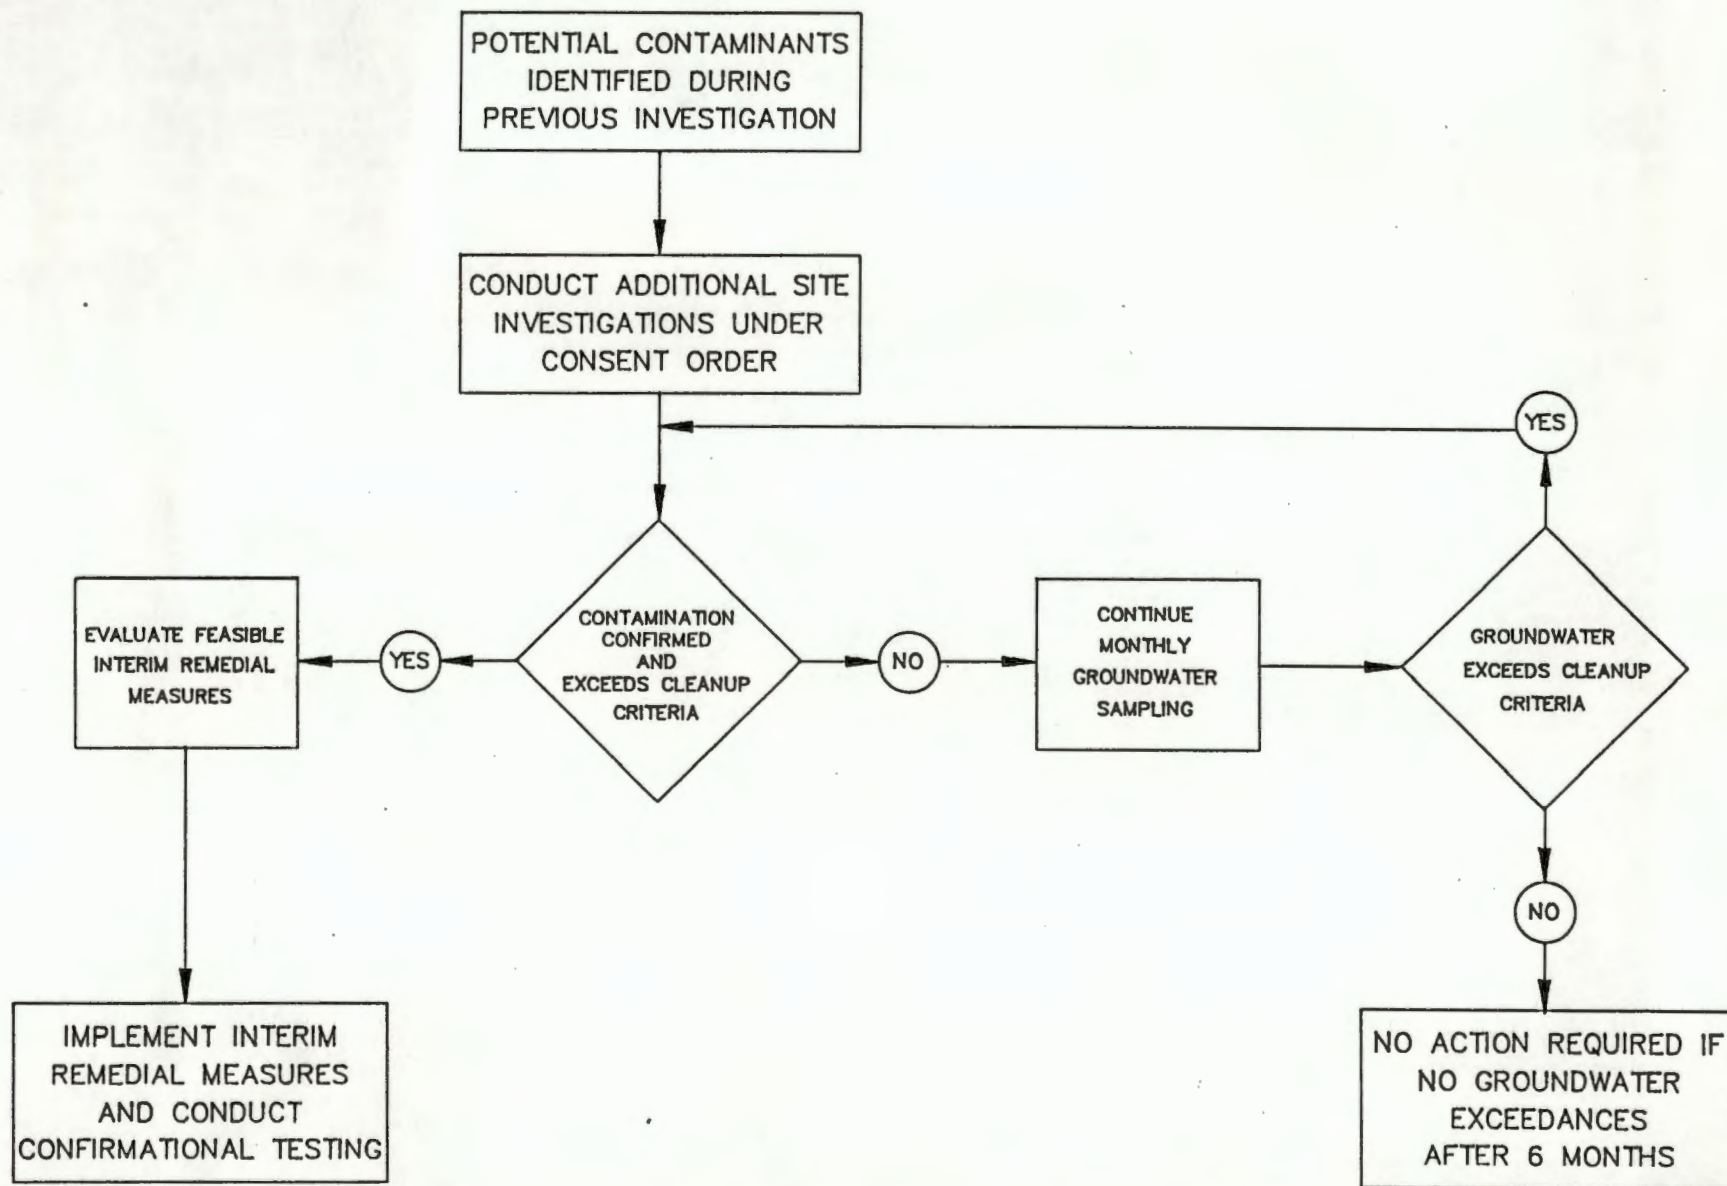 POTENTIAL CONTAMINANTS
IDENTIFIED DURING
PREVIOUS INVESTIGATION
CONDUCT ADDITIONAL SITE
INVESTIGATIONS UNDER
CONSENT ORDER
YES
EVALUATE FEASIBLE
INTERIM REMEDIAL
MEASURES
YES
CONTAMINATION
CONFIRMED
AND
EXCEEDS CLEANUP
CRITERIA
NO
CONTINUE
MONTHLY
GROUNDWATER
SAMPLING
GROUNDWATER
EXCEEDS CLEANUP
CRITERIA
NO
IMPLEMENT INTERIM
REMEDIAL MEASURES
AND CONDUCT
CONFIRMATIONAL TESTING
NO ACTION REQUIRED IF
NO GROUNDWATER
EXCEEDANCES
AFTER 6 MONTHS